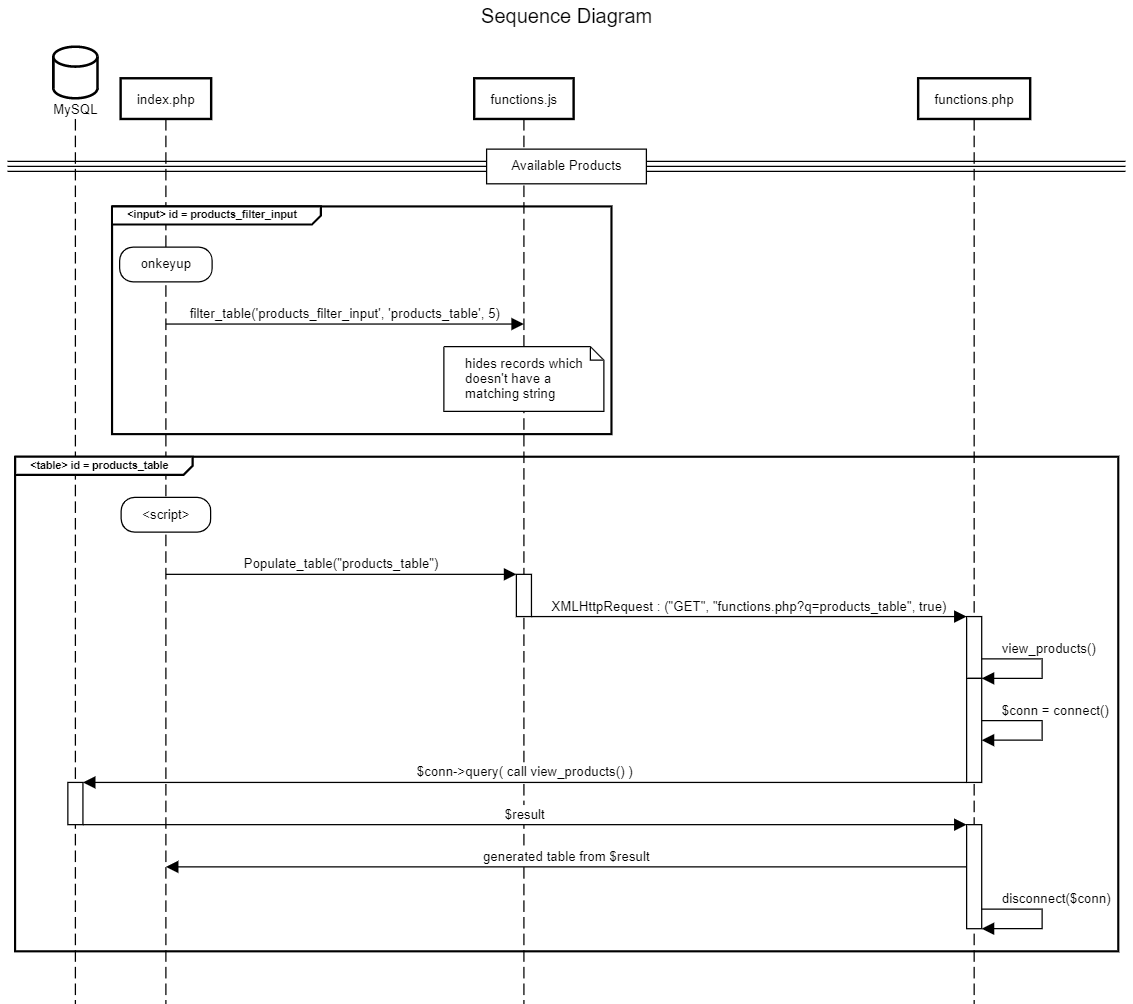 Sequence Diagram
MySQL
index.php
functions.js
functions.php
Available Products
<input> id = products_filter_input
onkeyup
filter_table('products_filter_input', 'products_table', 5)
hides records which
doesn't have a
matching string
<table> id = products_table
<script>
Populate_table("products_table")
XMLHttpRequest : ("GET", "functions.php?q=products_table", true)
view_products()
$conn = connect()
$conn->query( call view_products() )
$result
generated table from $result
disconnect($conn)